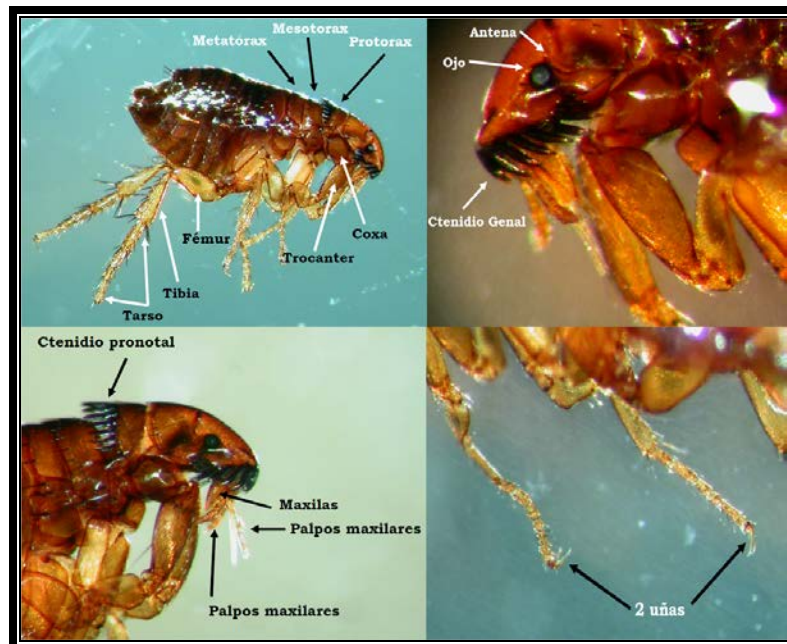 Mesotorax
Metatórax
Protorax
Fémur
Coxa
Trocanter
Tibia
Tarso
Antena
Ojo
Ctenidio Genal
Ctenidio pronotal
Maxilas
Palpos maxilares
Palpos maxilares
2 uñas